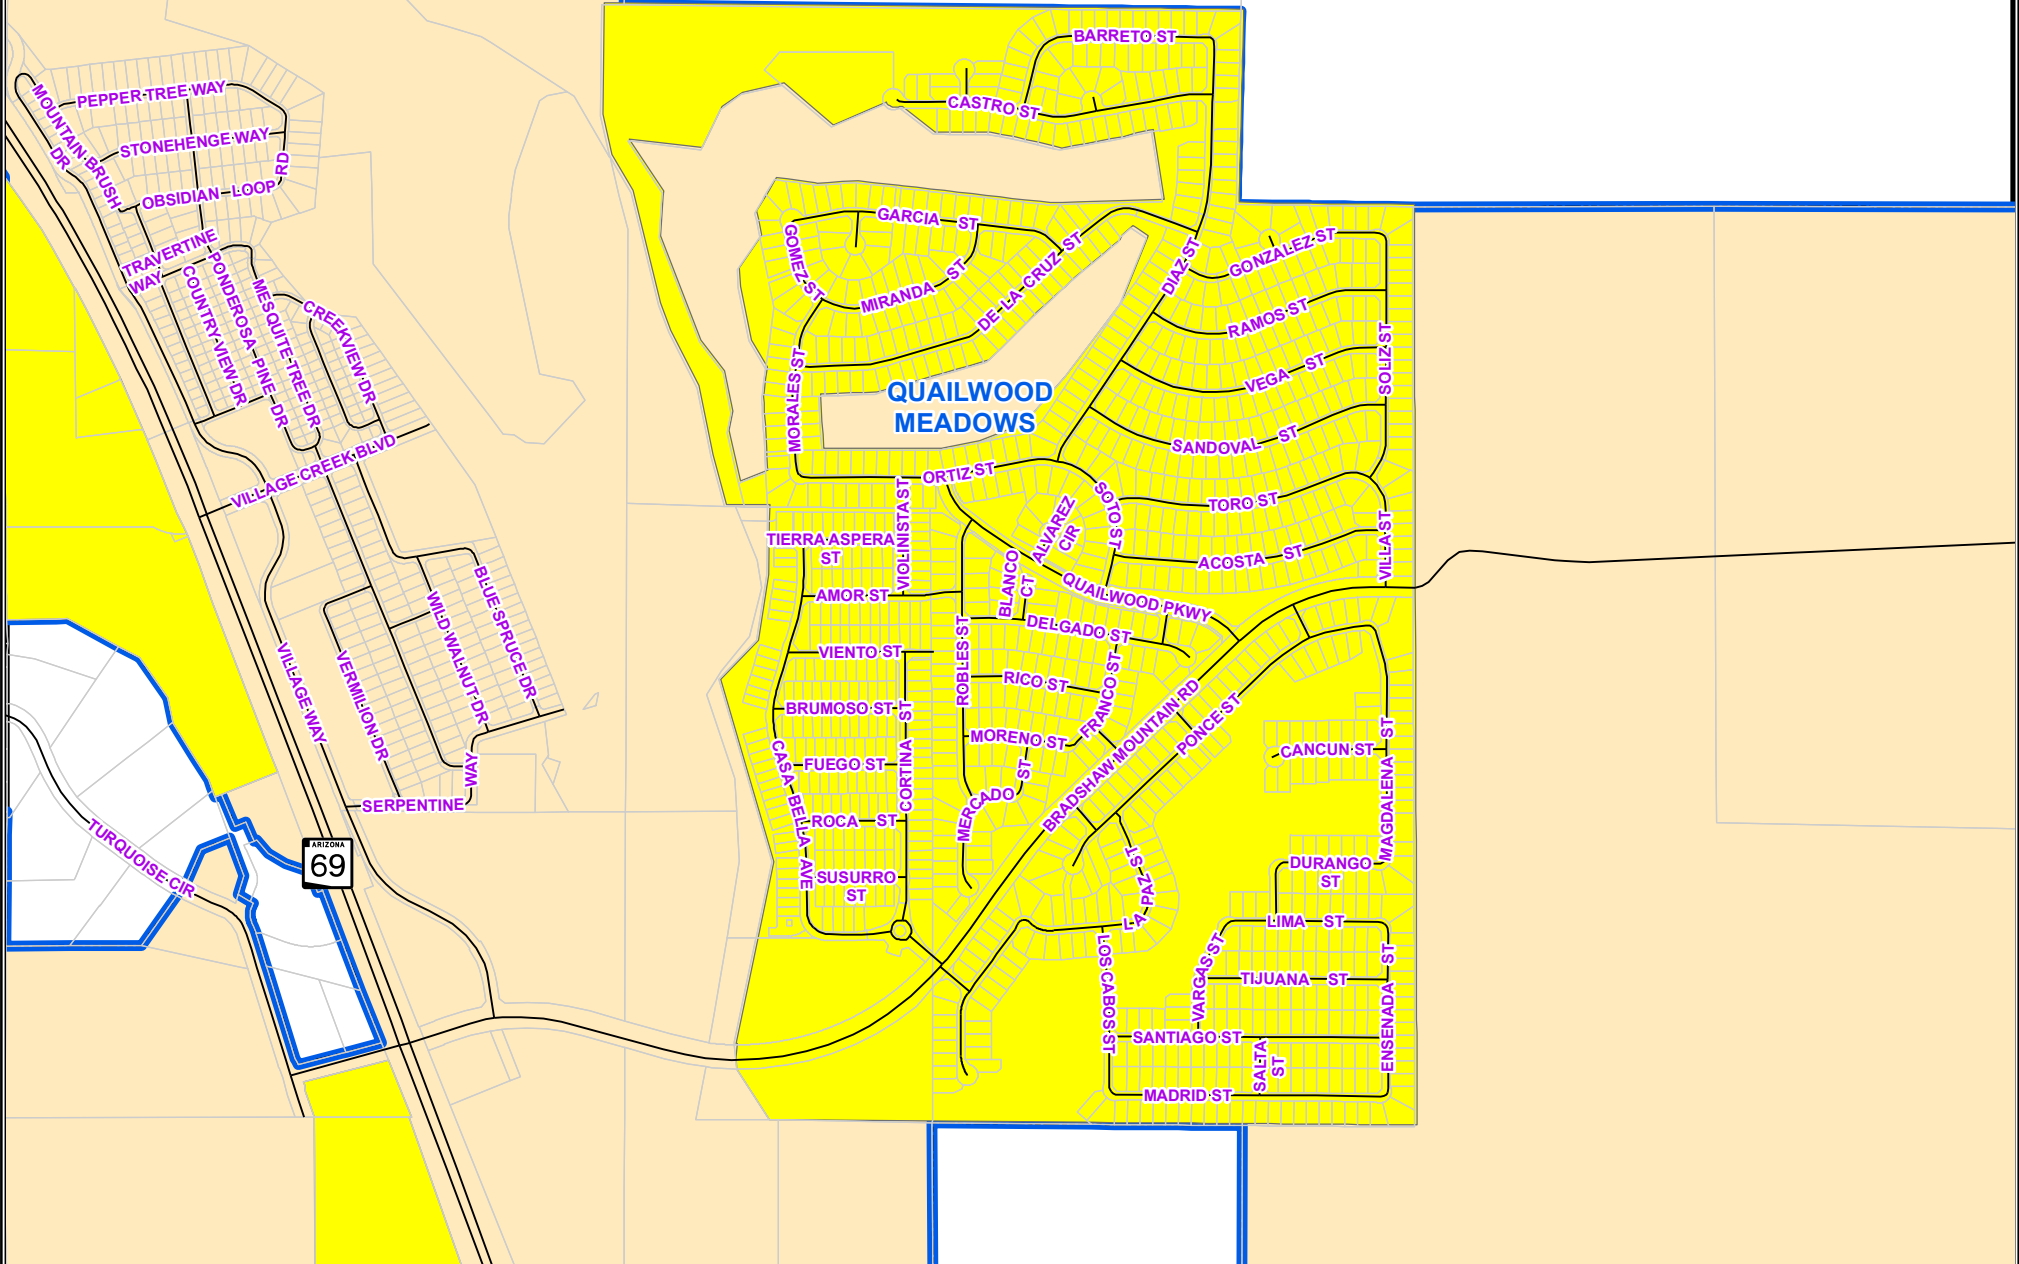 BARRETO ST
CASTRO ST
PEPPER TREE WAY
MOUNTAIN BRUSH
DR
STONEHENGE WAY
RD
OBSIDIAN LOOP
TRAVERTINE
WAY
COUNTRY VIEW DR
PONDEROSA PINE DR
MESQUITE TREE DR
CREEKVIEW DR
VILLAGE CREEK BLVD
GARCIA ST
GOMEZ ST
MIRANDA ST
DE LA CRUZ ST
DIAZ ST
GONZALEZ ST
RAMOS ST
SOLIZ ST
VEGA ST
MORALES ST
QUAILWOOD
MEADOWS
SANDOVAL ST
ORTIZ ST
TORO ST
SOTO ST
ALVAREZ
CIR
VIOLINISTA ST
VILLA ST
TIERRA ASPERA
ST
ACOSTA ST
BLANCO
CT
QUAILWOOD PKWY
AMOR ST
DELGADO ST
BLUE SPRUCE DR
WILD WALNUT DR
VERMILION DR
VILLAGE WAY
VIENTO ST
ROBLES ST
RICO ST
FRANCO ST
BRUMOSO ST
BRADSHAW MOUNTAIN RD
PONCE ST
MORENO ST
CANCUN ST
MAGDALENA ST
CASA BELLA AVE
FUEGO ST
CORTINA ST
MERCADO ST
WAY
SERPENTINE
ROCA ST
TURQUOISE CIR
ARIZONA
69
SUSURRO
ST
LA PAZ ST
DURANGO
ST
LIMA ST
LOS CABOS ST
VARGAS ST
TIJUANA ST
ENSENADA ST
SANTIAGO ST
SALTA
ST
MADRID ST